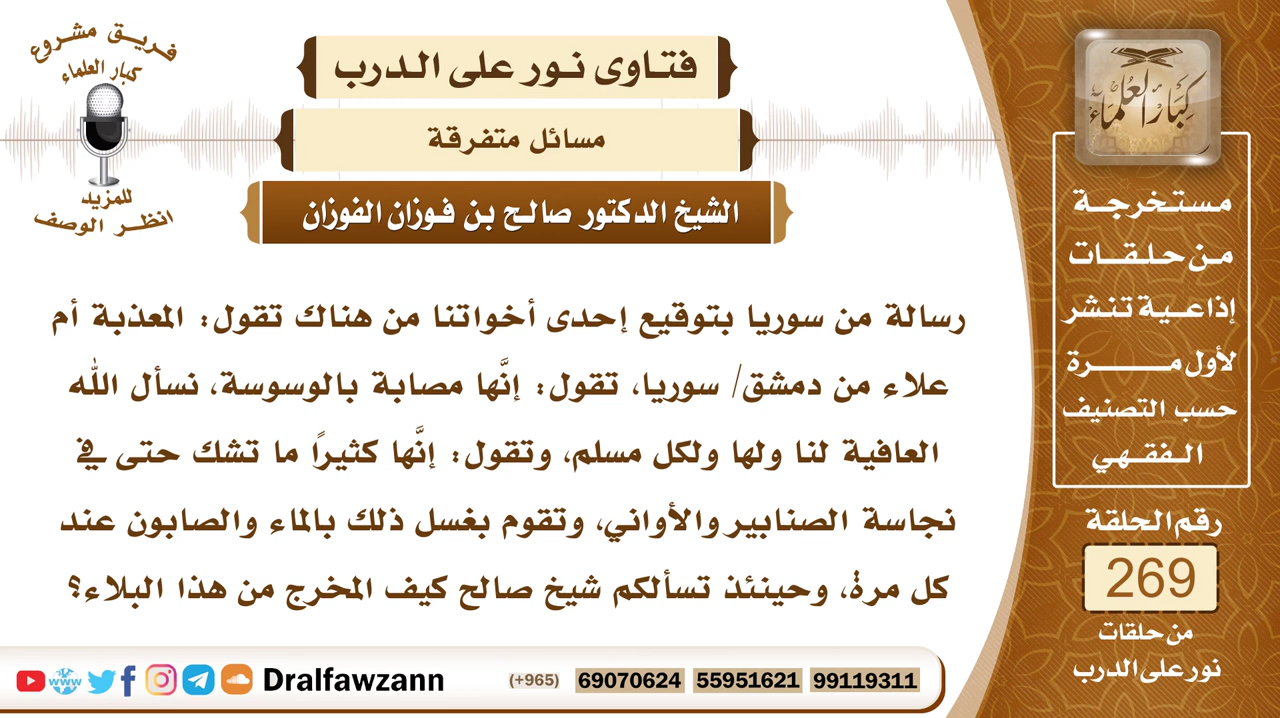 فريق مشروع
كبار العلماء
للمزيد
انظر الوصف
فتاوى نور على الدرب
مسائل متفرقة
الشيخ الدكتور صالح بن فوزان الفوزان
رسالة من سوريا بتوقيع إحدى أخواتنا من هناك تقول: المعذبة أم
علاء من دمشق/ سوريا، تقول: إنَّها مصابة بالوسوسة، نسأل الله
العافية لنا ولها ولكل مسلم، وتقول: إنَّها كثيرًا ما تشك حتى في
نجاسة الصنابير والأواني، وتقوم بغسل ذلك بالماء والصابون عند
كل مرة، وحينئذ تسألكم شيخ صالح كيف المخرج من هذا البلاء؟
كبار العلماء
مستخرجة
من حلقات
إذاعية تنشر
لأول مرة
حسب التصنيف
الفقهي
رقم الحلقة
269
من حلقات
نور على الدرب
www Dralfawzann (+965) 69070624 55951621 99119311